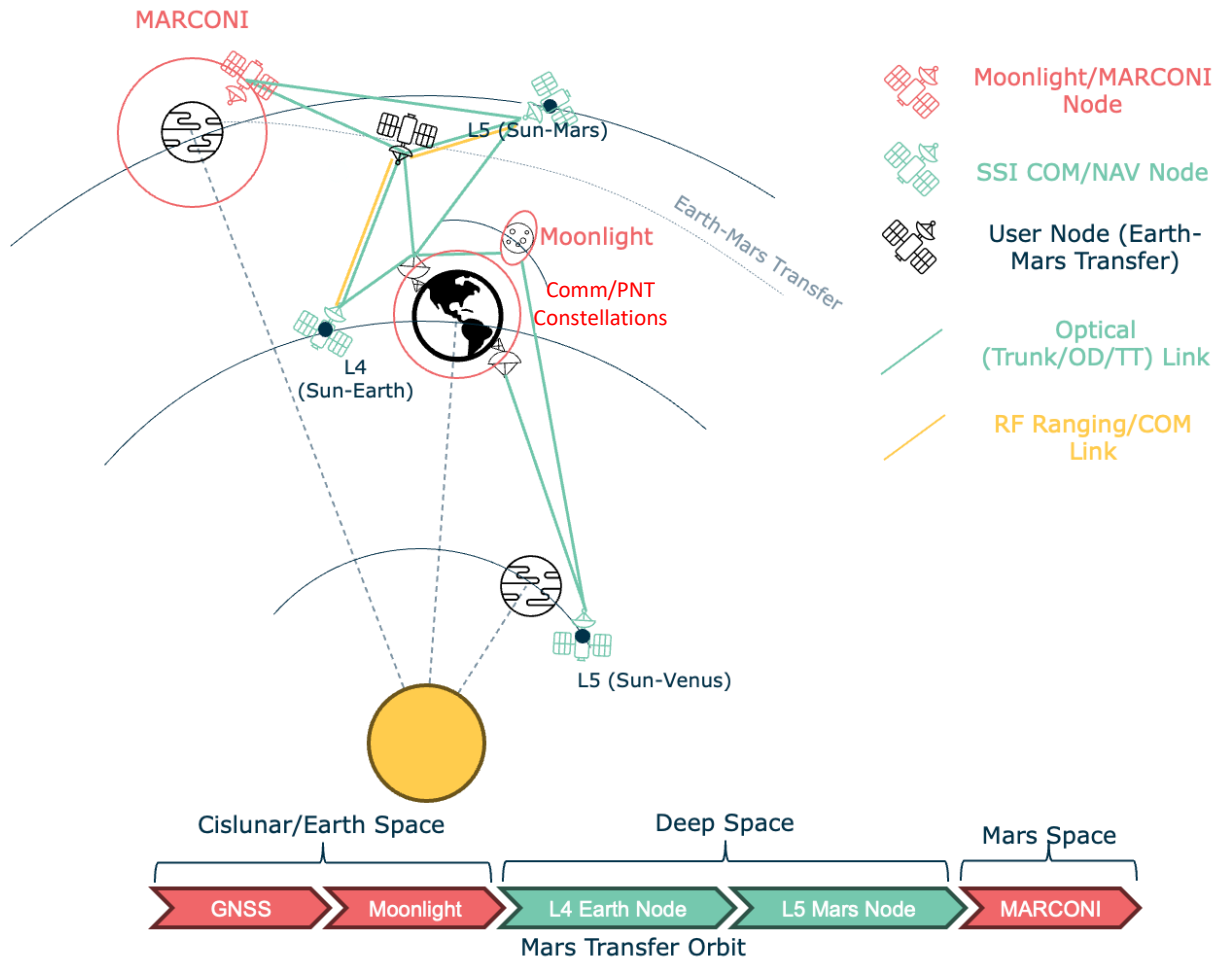 MARCONI
Moonlight/MARCONI
Node
L5 (Sun-Mars)
SSI COM/NAV Node
Earth-Mars Transfer
User Node (Earth-
Mars Transfer)
Moonlight
Comm/PNT
Constellations
L4
(Sun-Earth)
Optical
(Trunk/OD/TT) Link
RF Ranging/COM
Link
L5 (Sun-Venus)
Cislunar/Earth Space
Deep Space
Mars Space
GNSS
Moonlight
L4 Earth Node
L5 Mars Node
MARCONI
Mars Transfer Orbit